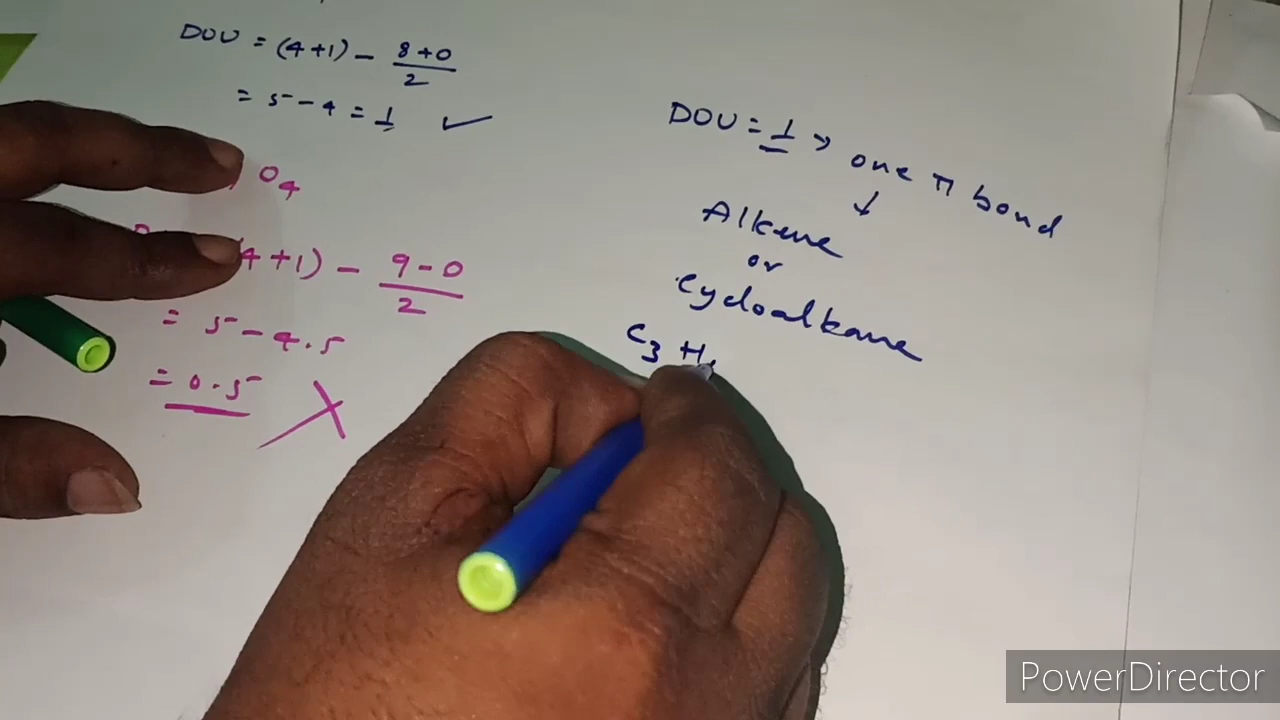 DOU = (4+1) - 8+0
2
= 5 - 4 = 1 ✓
O4
4+1) - 9-0
2
= 5 - 4.5
= 0.5 X
DOU = 1 > one π bond
↓
Alkene
or
cycloalkane
C3 H
PowerDirector